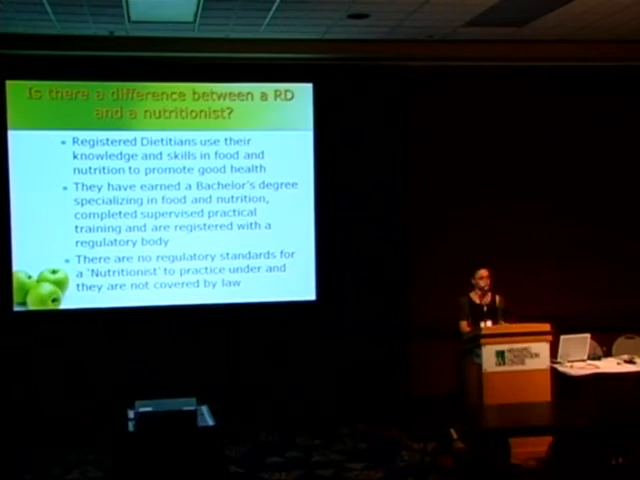 Is there a difference between a RD
and a nutritionist?
Registered Dietitians use their
knowledge and skills in food and
nutrition to promote good health
They have earned a Bachelor's degree
specializing in food and nutrition,
completed supervised practical
training and are registered with a
regulatory body
There are no regulatory standards for
a 'Nutritionist' to practice under and
they are not covered by law
CONVENTION
CENTRE